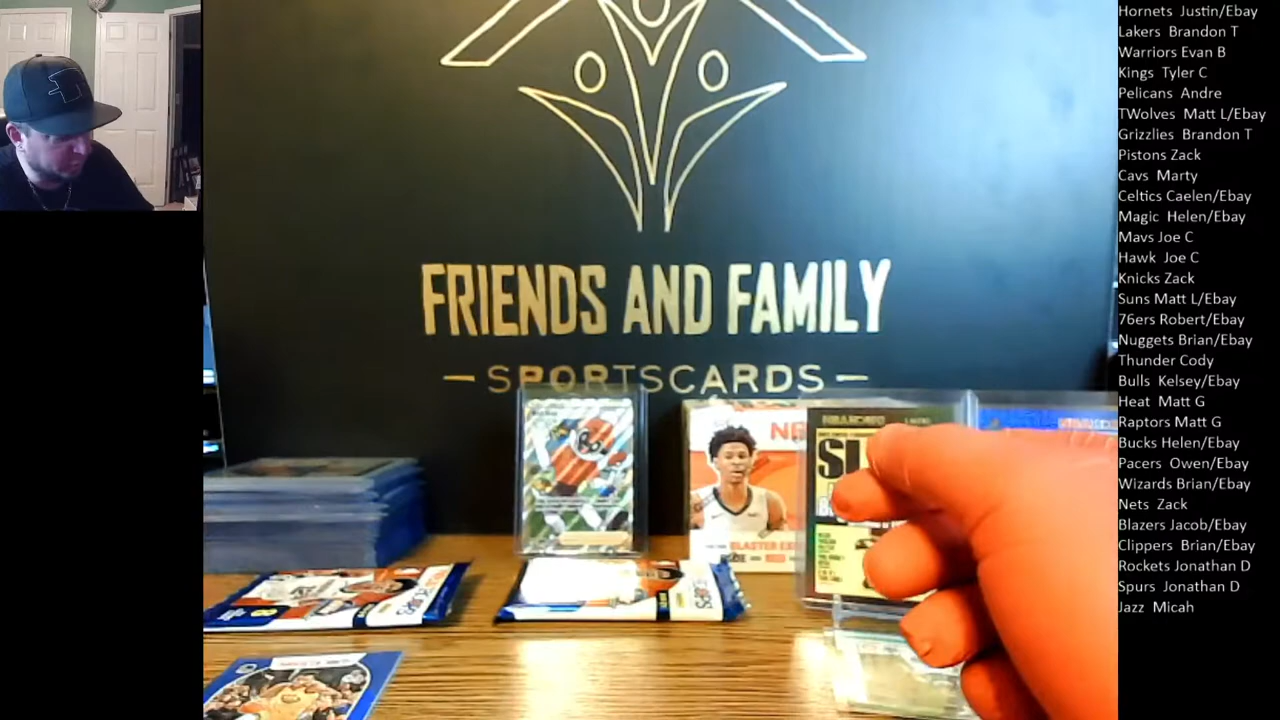 FRIENDS AND FAMILY
— SPORTSCARDS —
Hornets Justin/Ebay
Lakers Brandon T
Warriors Evan B
Kings Tyler C
Pelicans Andre
TWolves Matt L/Ebay
Grizzlies Brandon T
Pistons Zack
Cavs Marty
Celtics Caelen/Ebay
Magic Helen/Ebay
Mavs Joe C
Hawk Joe C
Knicks Zack
Suns Matt L/Ebay
76ers Robert/Ebay
Nuggets Brian/Ebay
Thunder Cody
Bulls Kelsey/Ebay
Heat Matt G
Raptors Matt G
Bucks Helen/Ebay
Pacers Owen/Ebay
Wizards Brian/Ebay
Nets Zack
Blazers Jacob/Ebay
Clippers Brian/Ebay
Rockets Jonathan D
Spurs Jonathan D
Jazz Micah